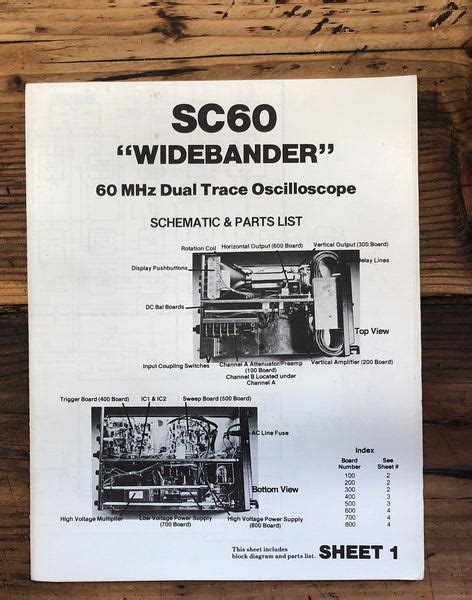 SC60
“WIDEBANDER”
60 MHz Dual Trace Oscilloscope
SCHEMATIC & PARTS LIST
Rotation Coil
Horizontal Output (600 Board)
Vertical Output (300 Board)
Display Pushbuttons
Delay Lines
DC Bal Boards
Top View
Input Coupling Switches
Channel A Attenuator/Preamp
(100 Board)
Channel B Located under
Channel A
Vertical Amplifier (200 Board)
Trigger Board (400 Board)
IC1 & IC2
Sweep Board (500 Board)
AC Line Fuse
Bottom View
High Voltage Multiplier
Low Voltage Power Supply
(700 Board)
High Voltage Power Supply
(800 Board)
Index
Board Number See Sheet #
100 2
200 2
300 2
400 3
500 3
600 4
700 4
800 4
This sheet includes
block diagram and parts list.
SHEET 1